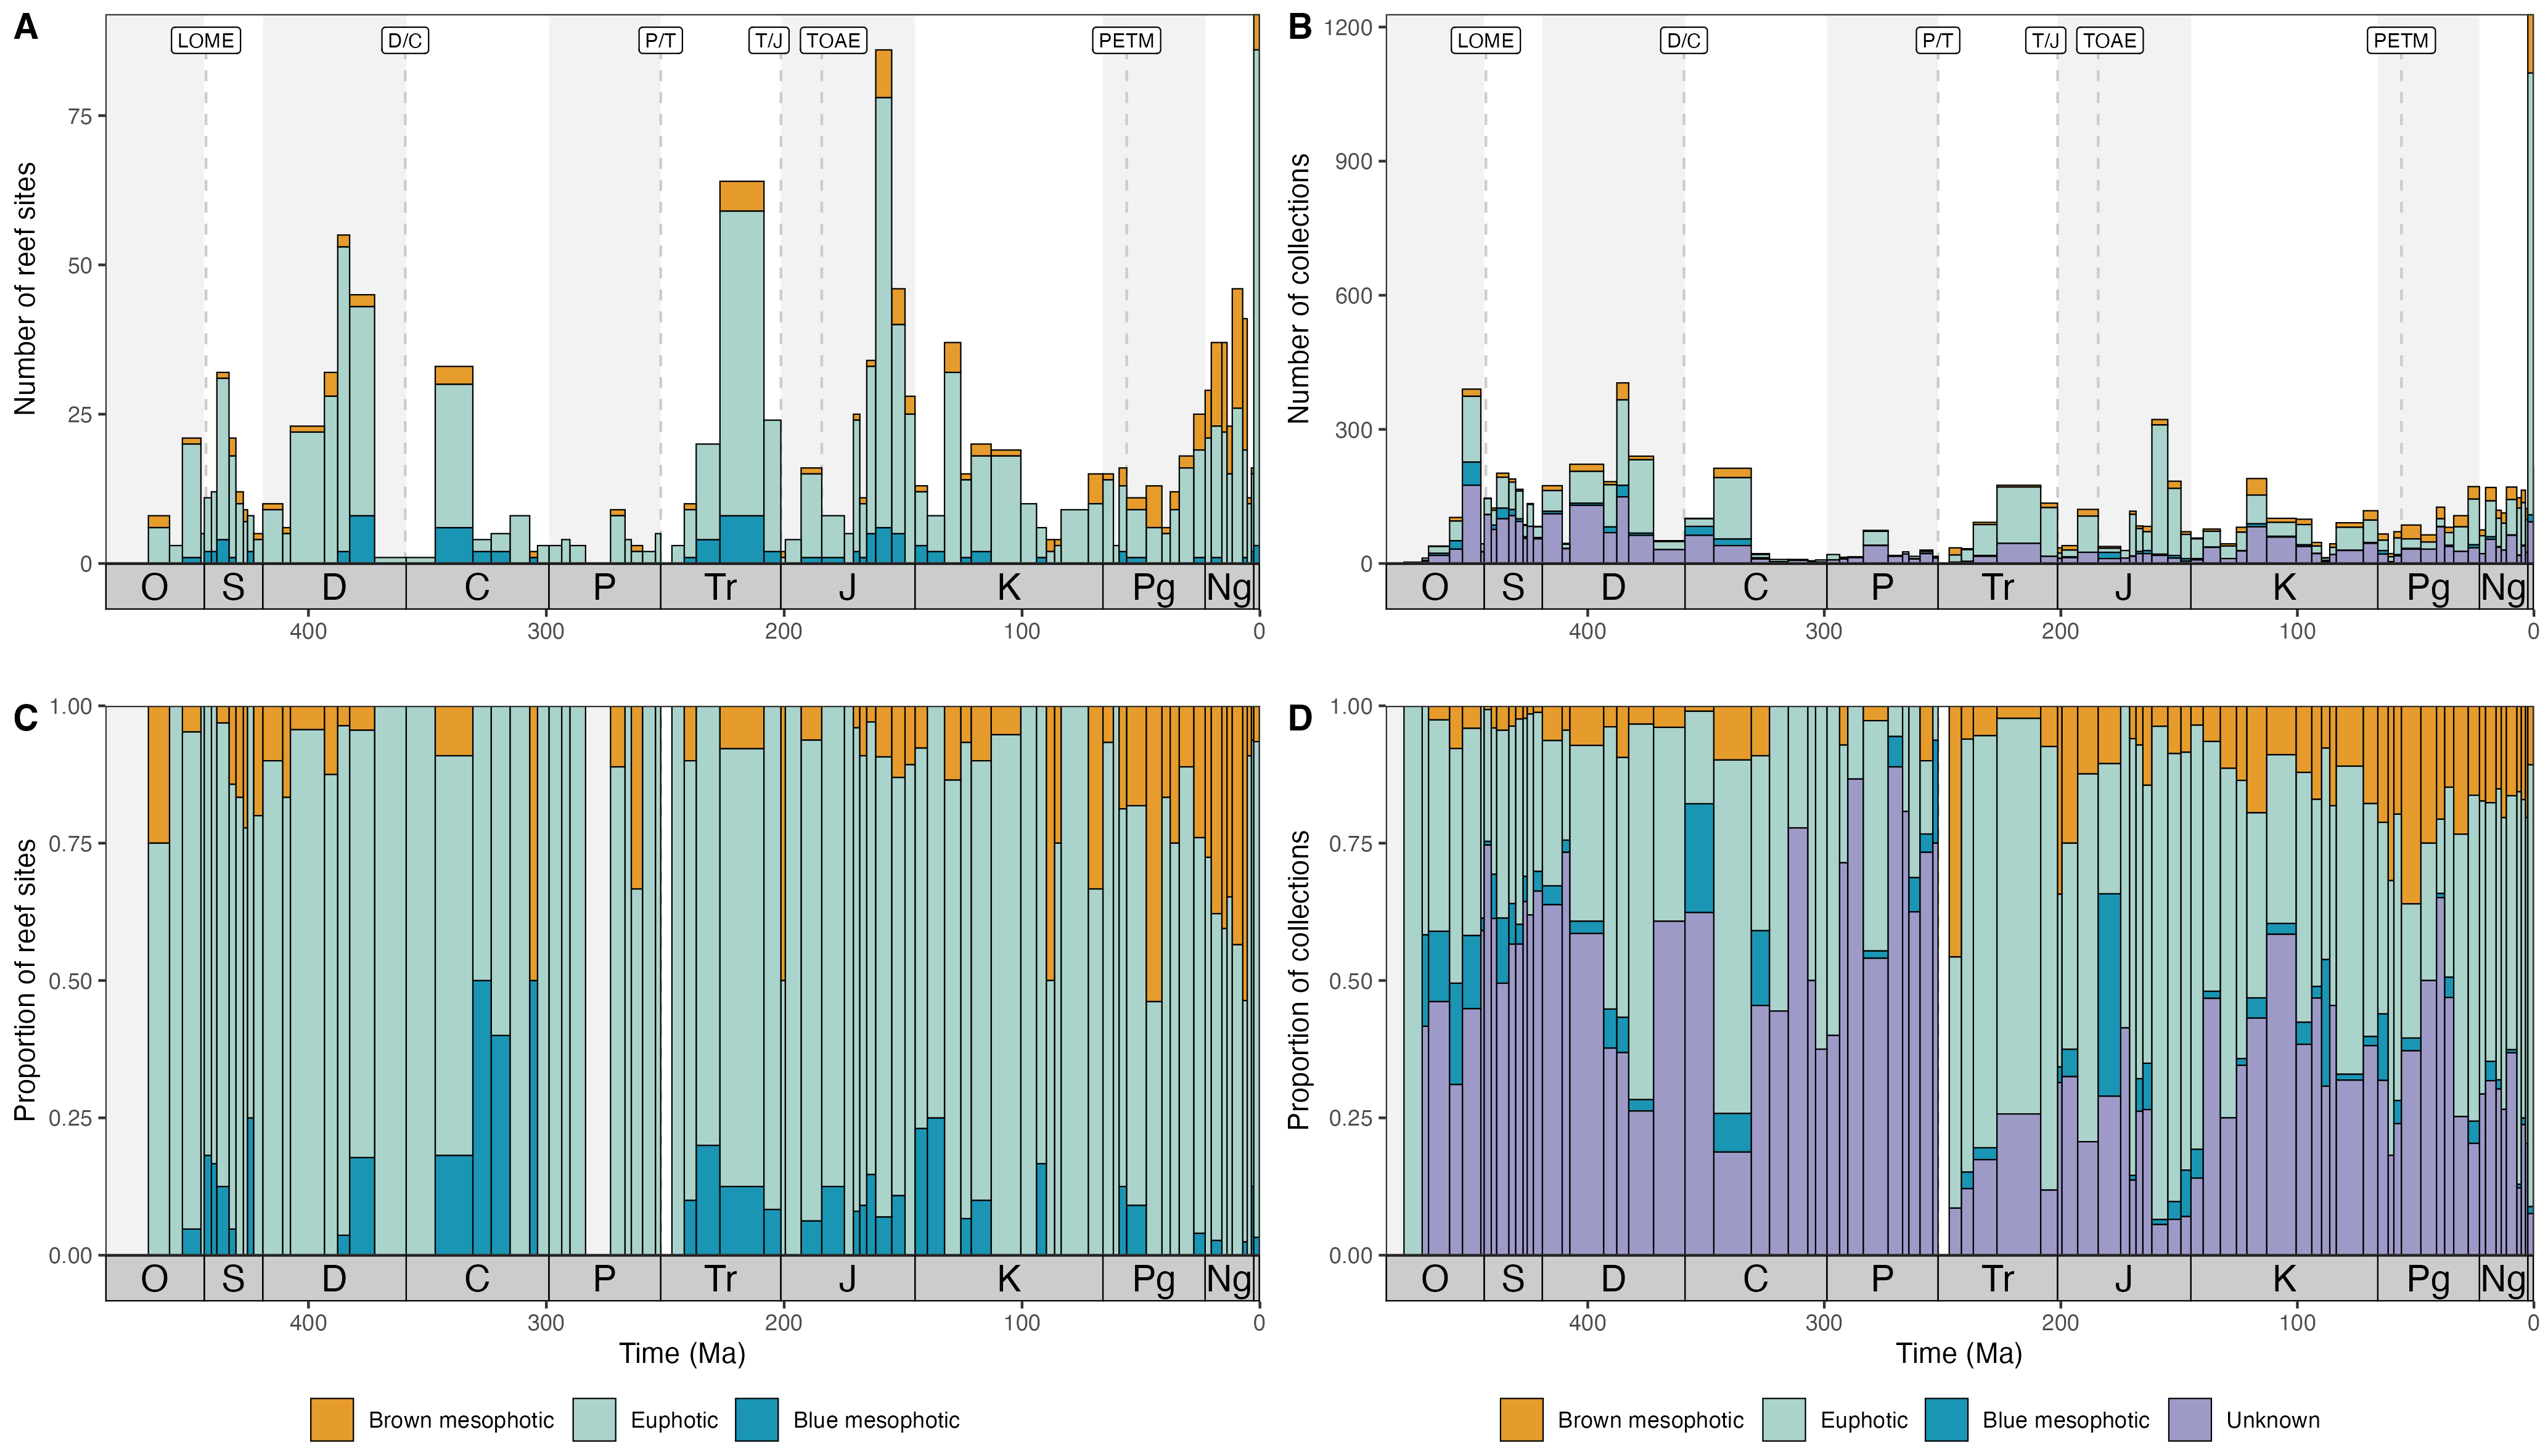 A
LOME D/C P/T T/J TOAE PETM
Number of reef sites
75
50
25
0
O S D C P Tr J K Pg Ng
400 300 200 100 0
B
LOME D/C P/T T/J TOAE PETM
Number of collections
1200
900
600
300
0
O S D C P Tr J K Pg Ng
400 300 200 100 0
C
Proportion of reef sites
1.00
0.75
0.50
0.25
0.00
O S D C P Tr J K Pg Ng
400 300 200 100 0
Time (Ma)
D
Proportion of collections
1.00
0.75
0.50
0.25
0.00
O S D C P Tr J K Pg Ng
400 300 200 100 0
Time (Ma)
Brown mesophotic Euphotic Blue mesophotic
Brown mesophotic Euphotic Blue mesophotic Unknown